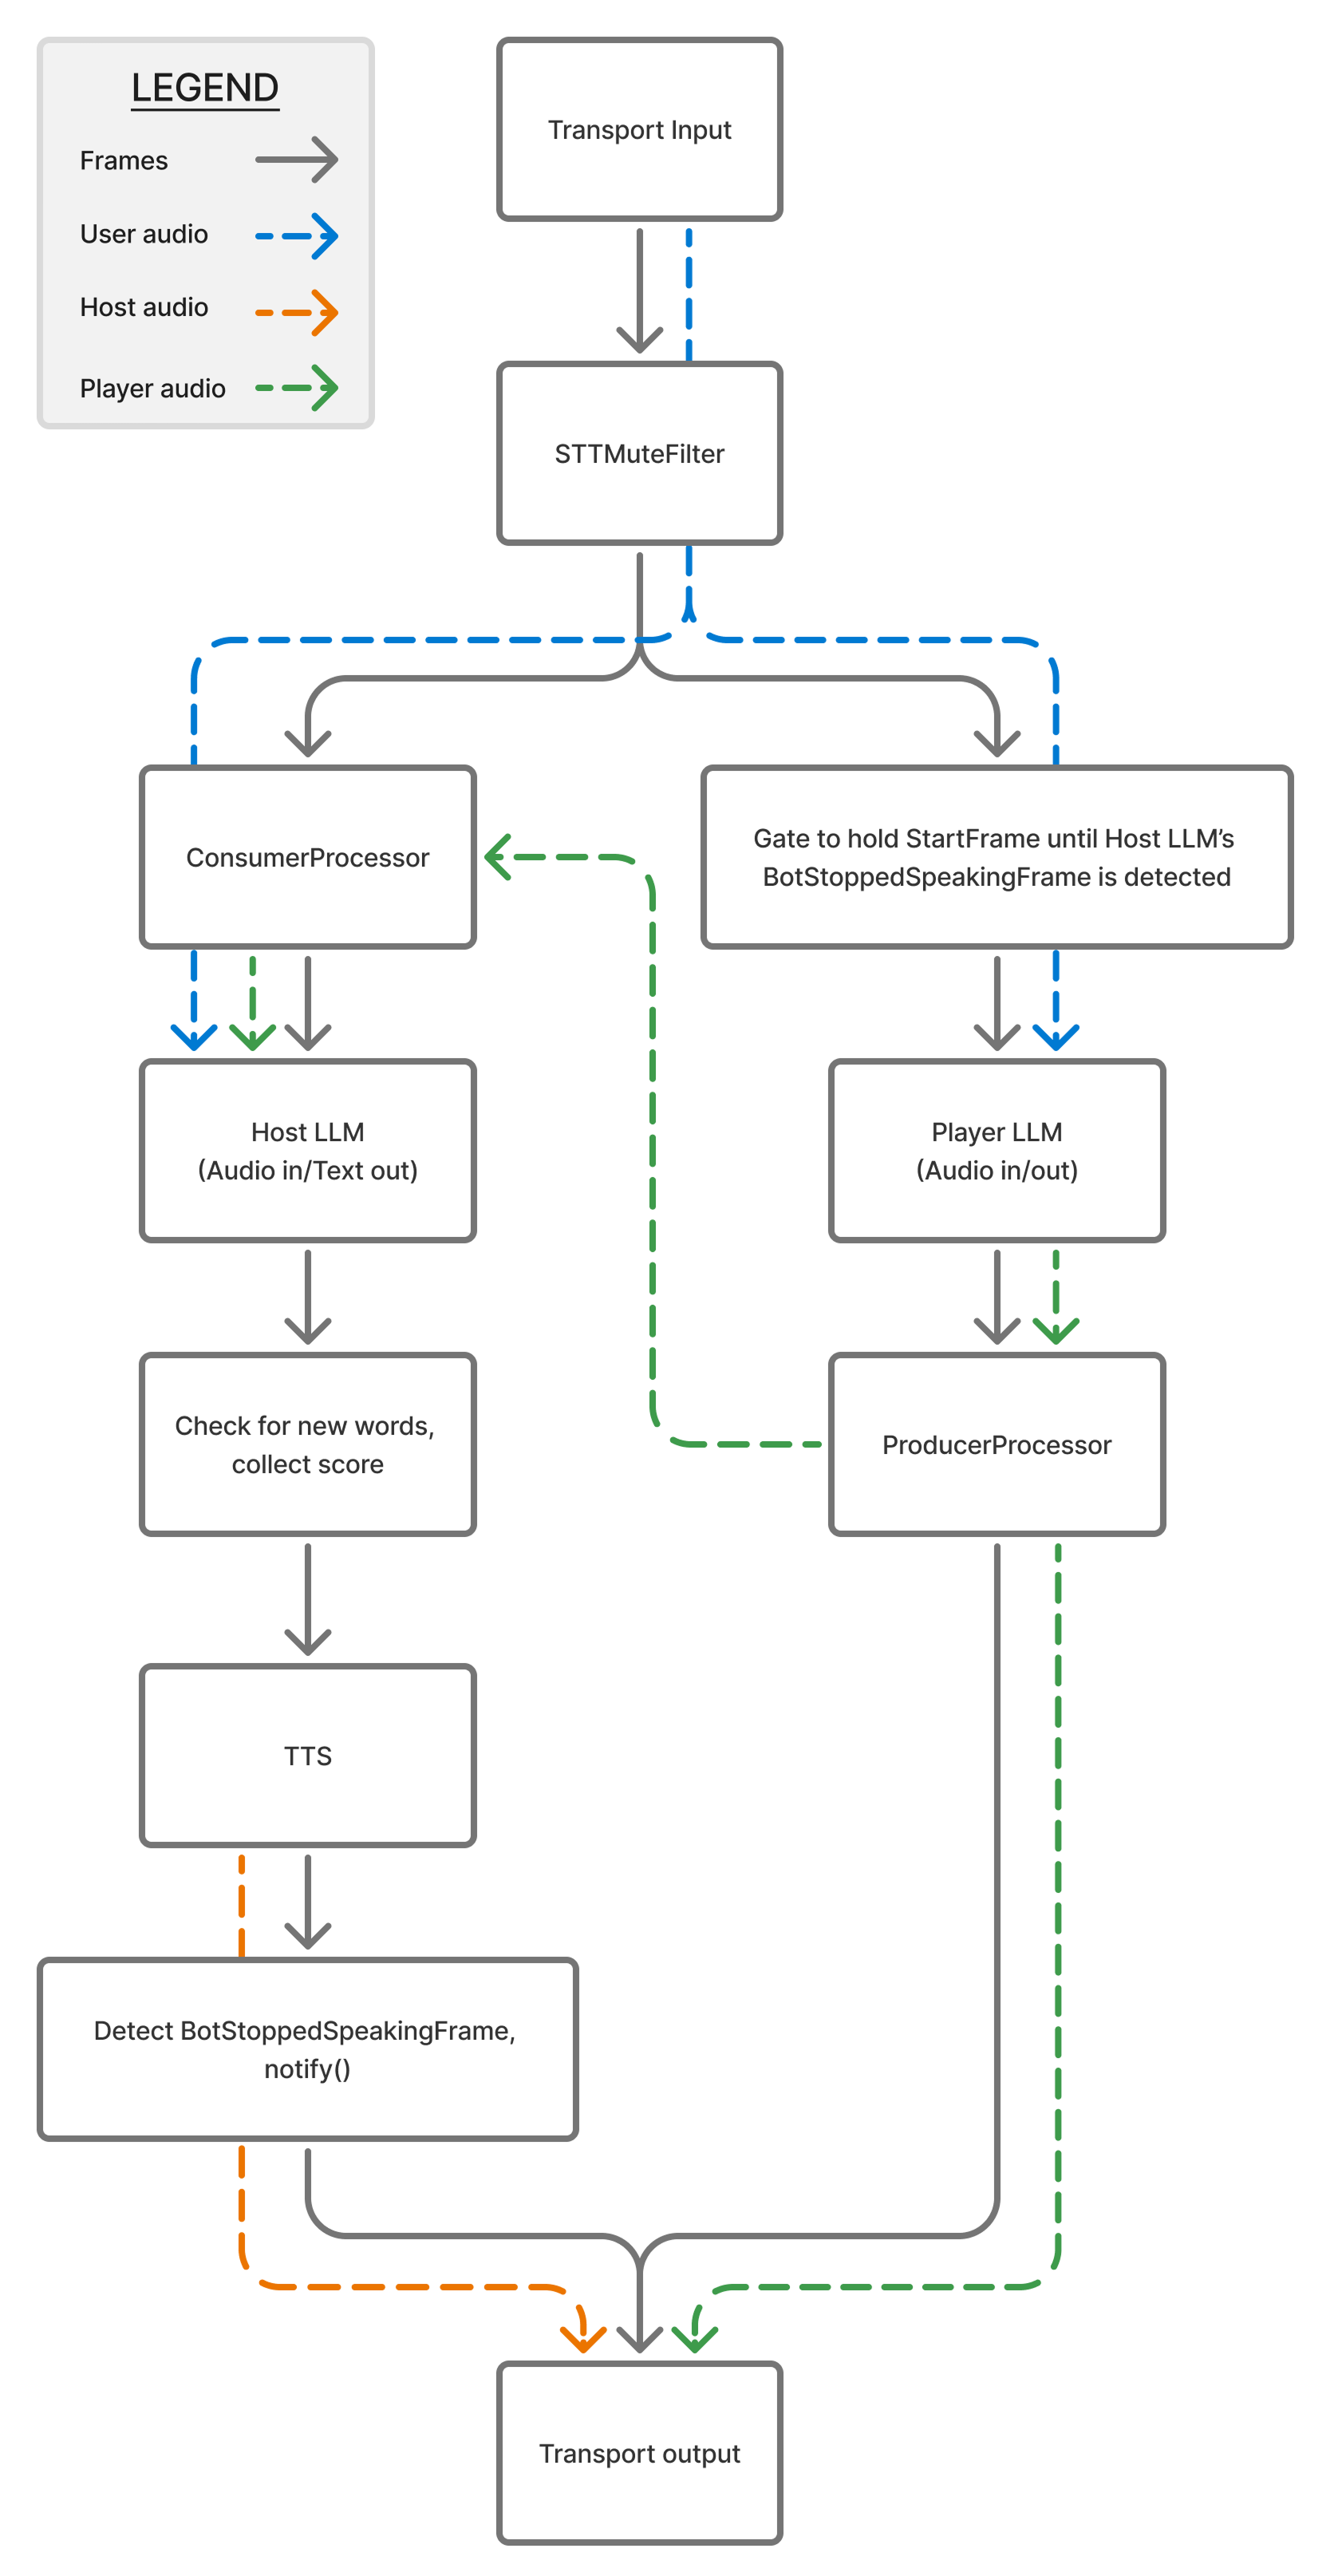 LEGEND
Frames
User audio
Host audio
Player audio
Transport Input
STTMuteFilter
ConsumerProcessor
Gate to hold StartFrame until Host LLM’s
BotStoppedSpeakingFrame is detected
Host LLM
(Audio in/Text out)
Player LLM
(Audio in/out)
Check for new words,
collect score
ProducerProcessor
TTS
Detect BotStoppedSpeakingFrame,
notify()
Transport output